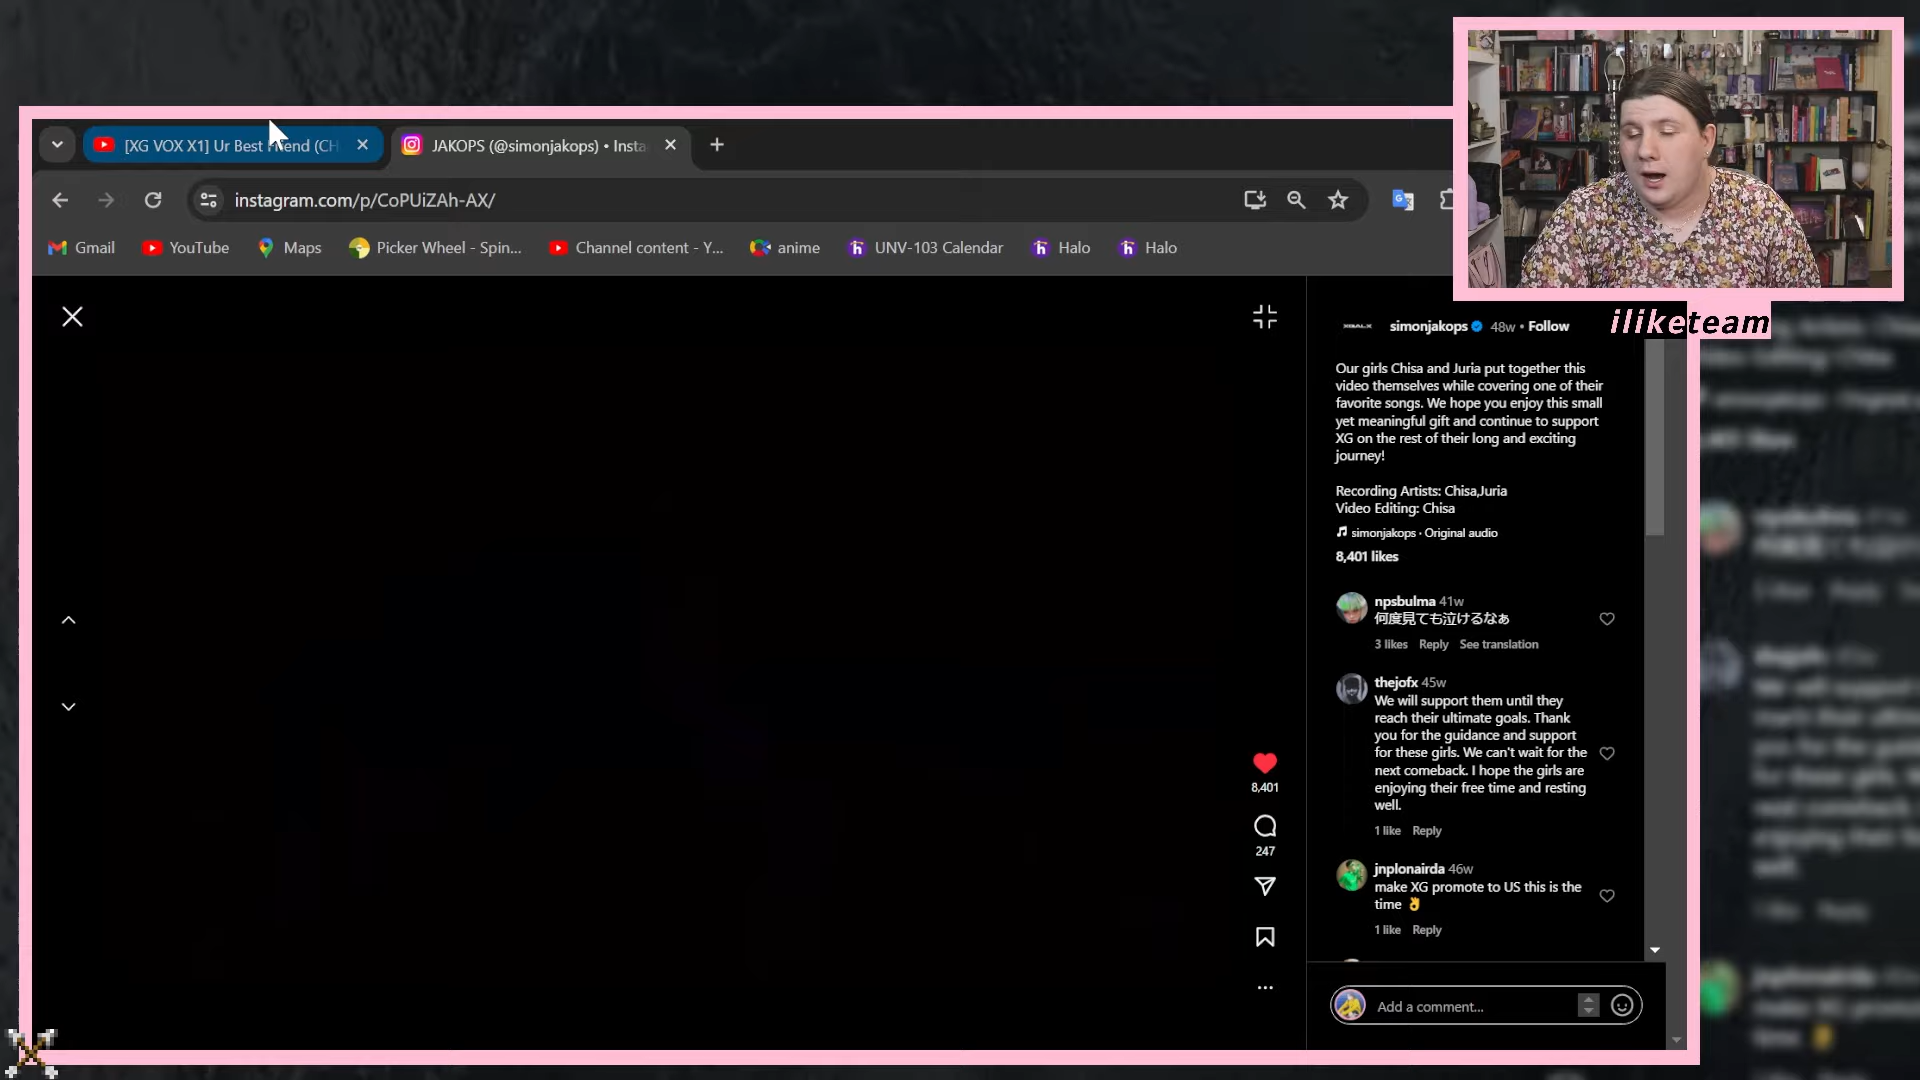 [XG VOX X1] Ur Best Friend (CH
JAKOPS (@simonjakops) • Insta
instagram.com/p/CoPUiZAh-AX/
Gmail
YouTube
Maps
Picker Wheel - Spin...
Channel content - Y...
anime
UNV-103 Calendar
Halo
Halo
iliketeam
XGALX
simonjakops 48w • Follow
Our girls Chisa and Juria put together this
video themselves while covering one of their
favorite songs. We hope you enjoy this small
yet meaningful gift and continue to support
XG on the rest of their long and exciting
journey!
Recording Artists: Chisa,Juria
Video Editing: Chisa
simonjakops · Original audio
8,401 likes
npsbulma 41w
何度見ても泣けるなぁ
3 likes Reply See translation
thejofx 45w
We will support them until they
reach their ultimate goals. Thank
you for the guidance and support
for these girls. We can't wait for the
next comeback. I hope the girls are
enjoying their free time and resting
well.
1 like Reply
jnplonairda 46w
make XG promote to US this is the
time 👌
1 like Reply
8,401
247
Add a comment...